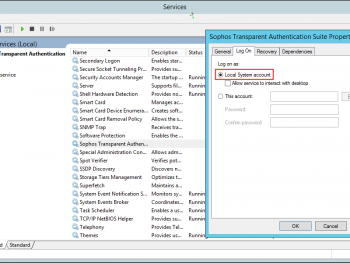 Services
Services (Local)
Transparent Authentication
service
Name Description Status
Secondary Logon Enables star...
Secure Socket Tunneling Pr... Provides su...
Security Accounts Manager The startup ... Running
Server Supports fil... Running
Shell Hardware Detection Provides no... Running
Smart Card Manages ac...
Smart Card Device Enumera... Creates soft...
Smart Card Removal Policy Allows the s...
SNMP Trap Receives tra...
Software Protection Enables the ...
Sophos Transparent Authen...
Special Administration Con... Allows adm...
Spot Verifier Verifies pot...
SSDP Discovery Discovers n...
Storage Tiers Management Optimizes t...
Superfetch Maintains a...
System Event Notification S... Monitors sy... Running
System Events Broker Coordinates... Running
Task Scheduler Enables a us... Running
TCP/IP NetBIOS Helper Provides su... Running
Telephony Provides Tel...
Themes Provides us... Running
Standard
Sophos Transparent Authentication Suite Propert
General Log On Recovery Dependencies
Log on as:
Local System account
Allow service to interact with desktop
This account:
Password:
Confirm password:
OK Cancel